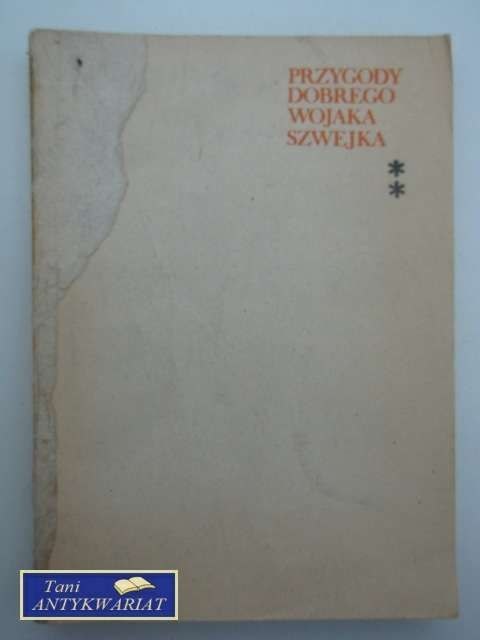 PRZYGODY
DOBREGO
WOJAKA
SZWEJKA
**
Tani
ANTYKWARIAT